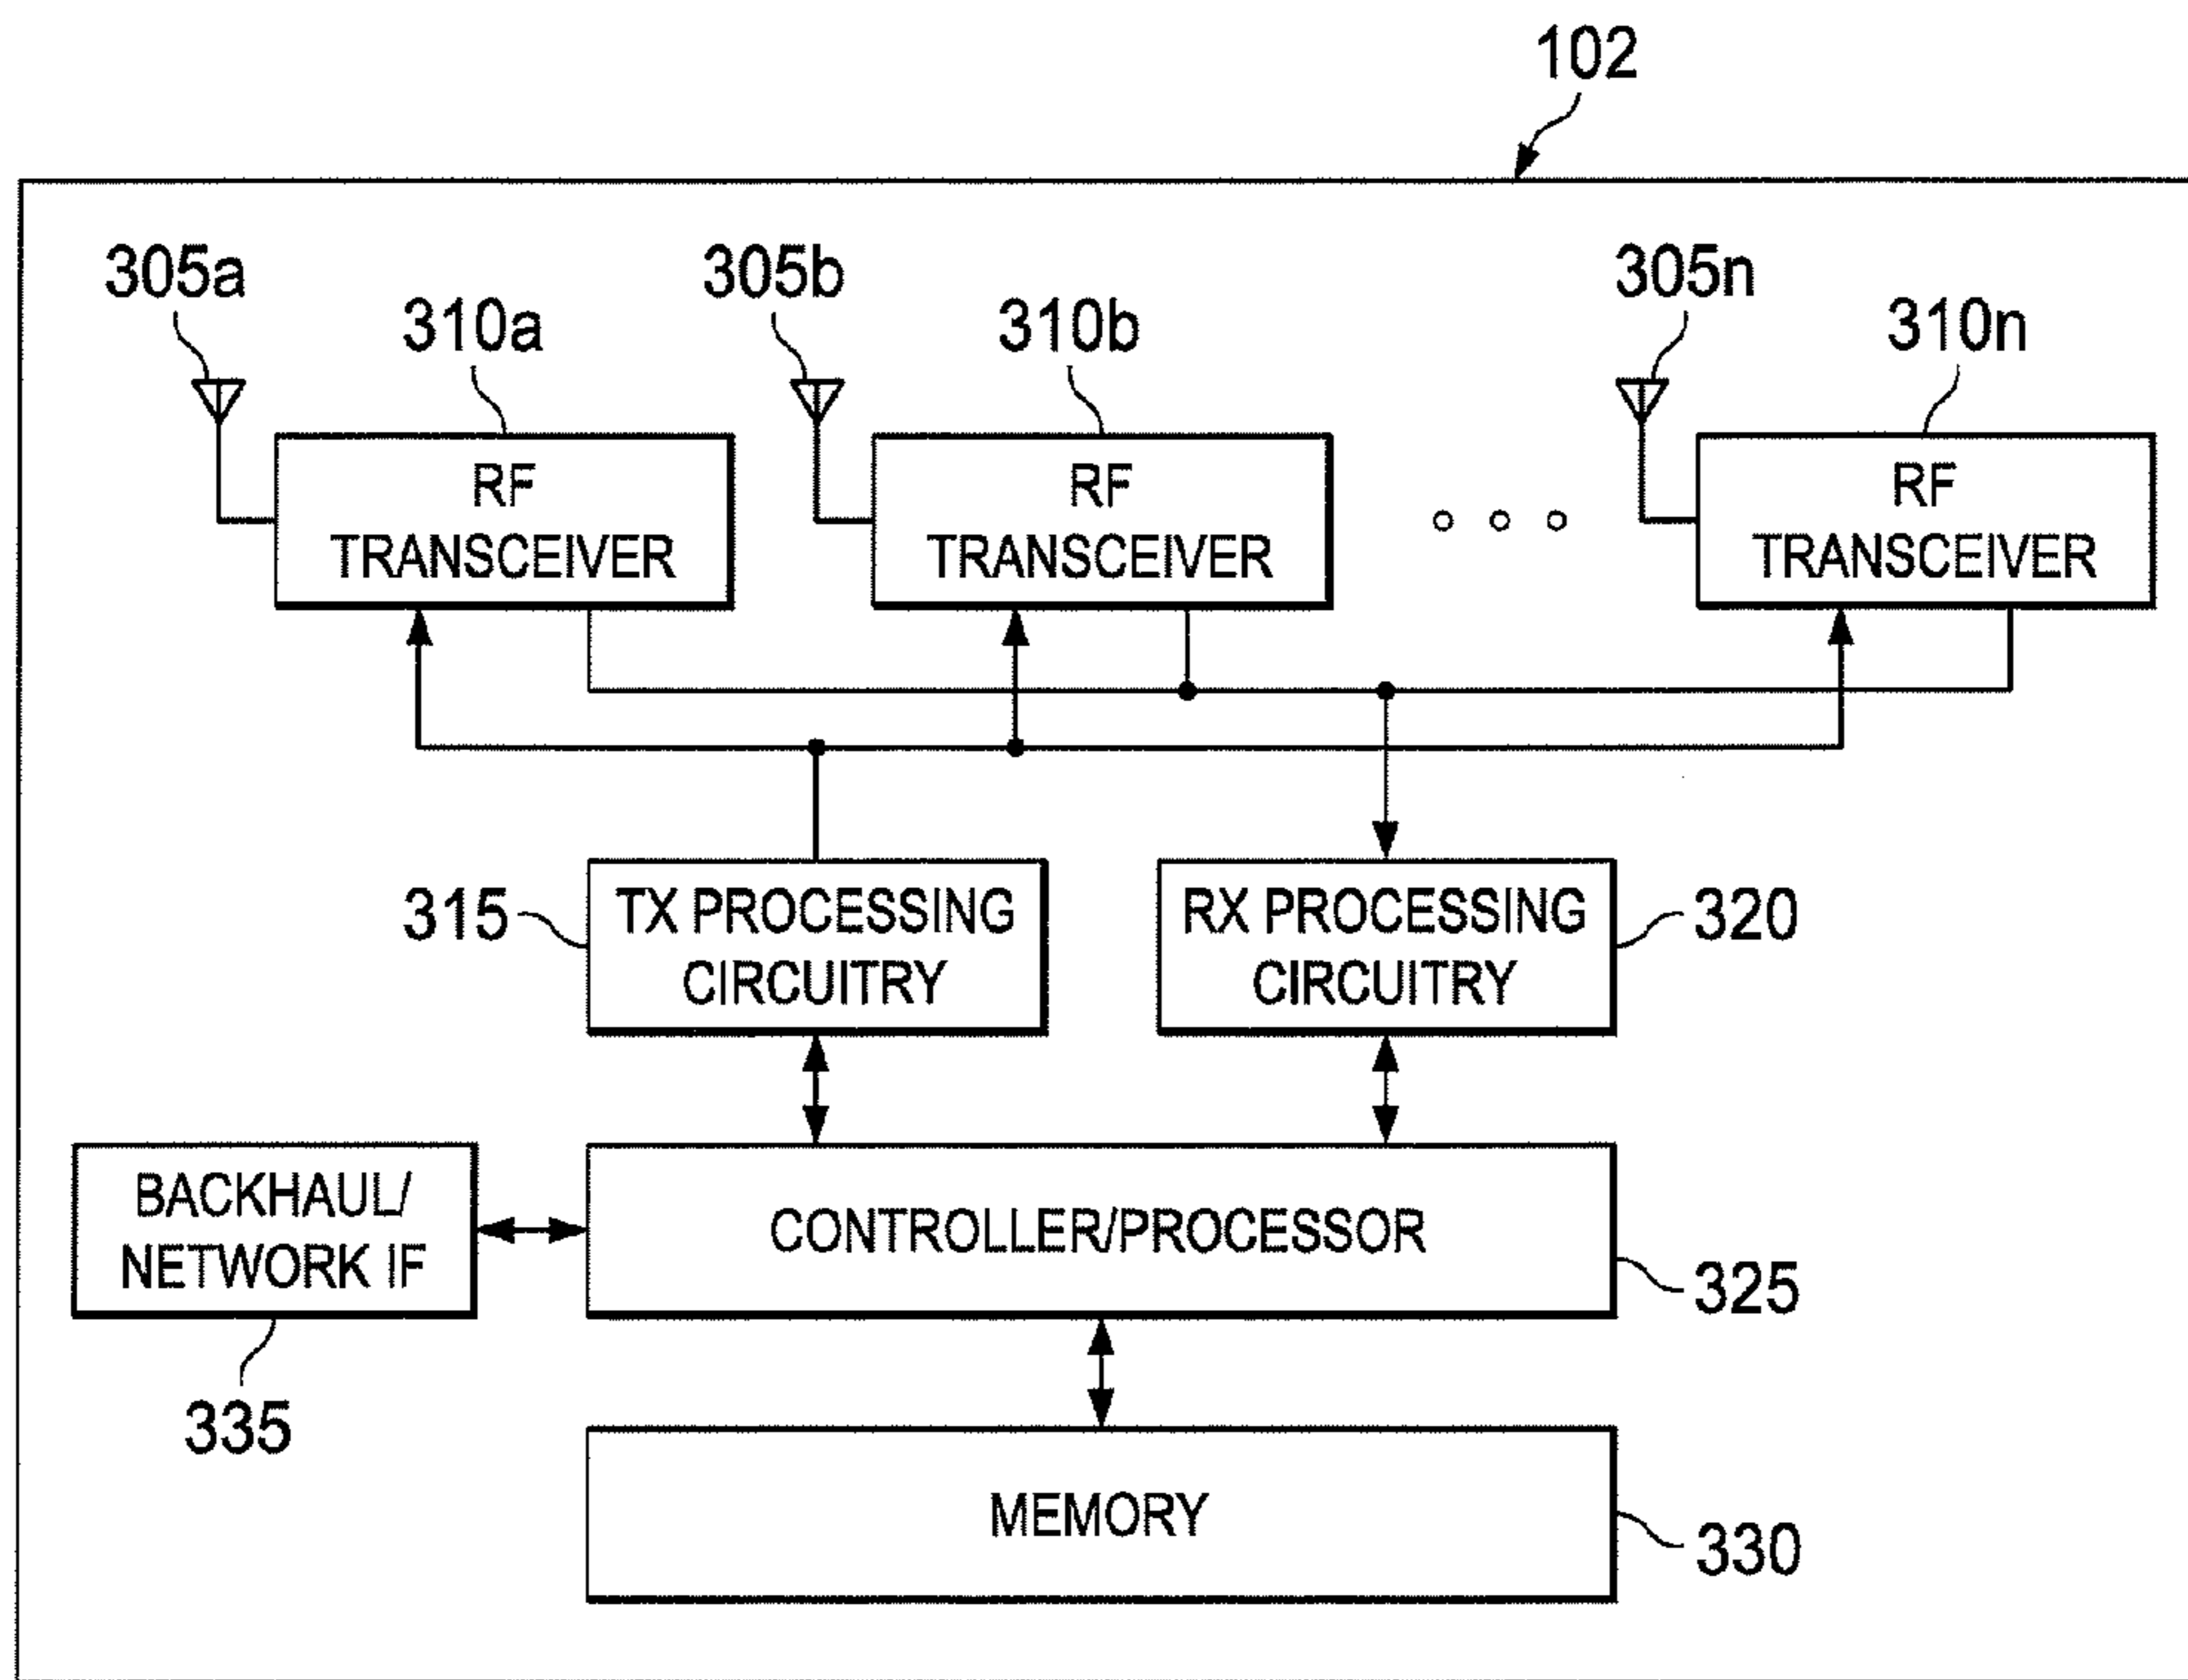 102
305a
310a
305b
310b
305n
310n
RF
TRANSCEIVER
RF
TRANSCEIVER
RF
TRANSCEIVER
315
TX PROCESSING
CIRCUITRY
RX PROCESSING
CIRCUITRY
320
BACKHAUL/
NETWORK IF
335
CONTROLLER/PROCESSOR
325
MEMORY
330